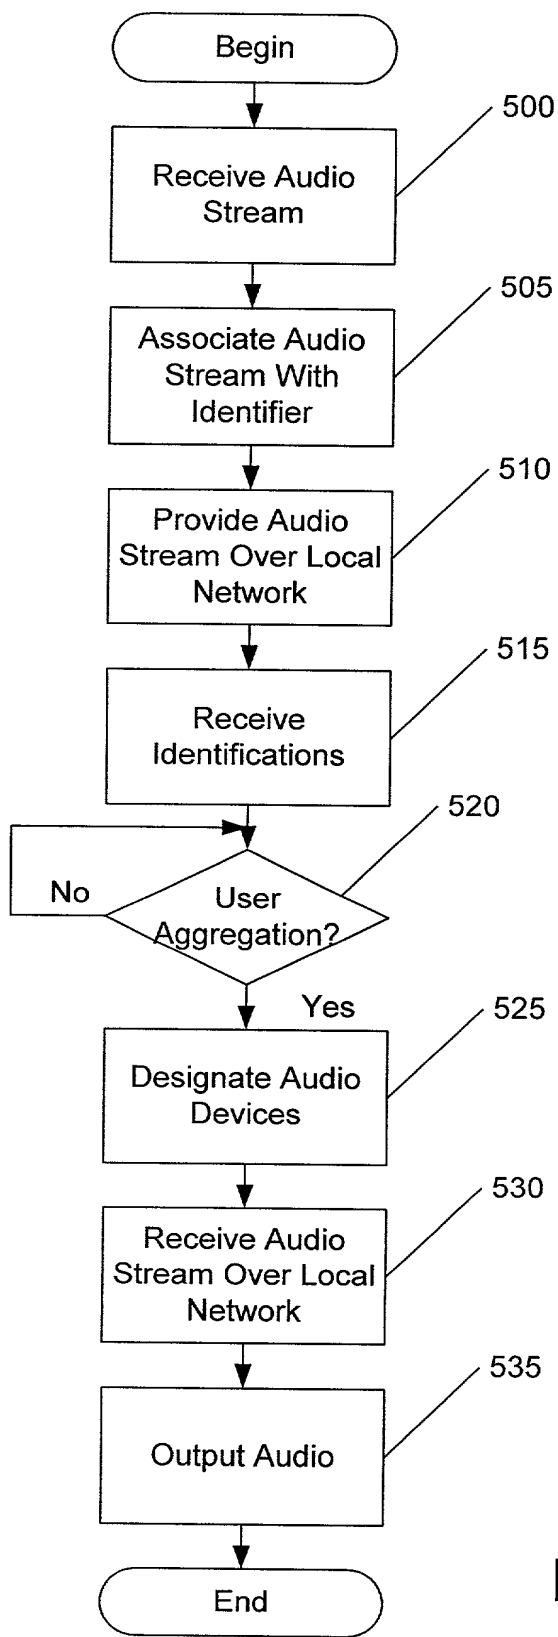 Begin
500
Receive Audio
Stream
505
Associate Audio
Stream With
Identifier
510
Provide Audio
Stream Over Local
Network
515
Receive
Identifications
520
No
User
Aggregation?
Yes
525
Designate Audio
Devices
530
Receive Audio
Stream Over Local
Network
535
Output Audio
End